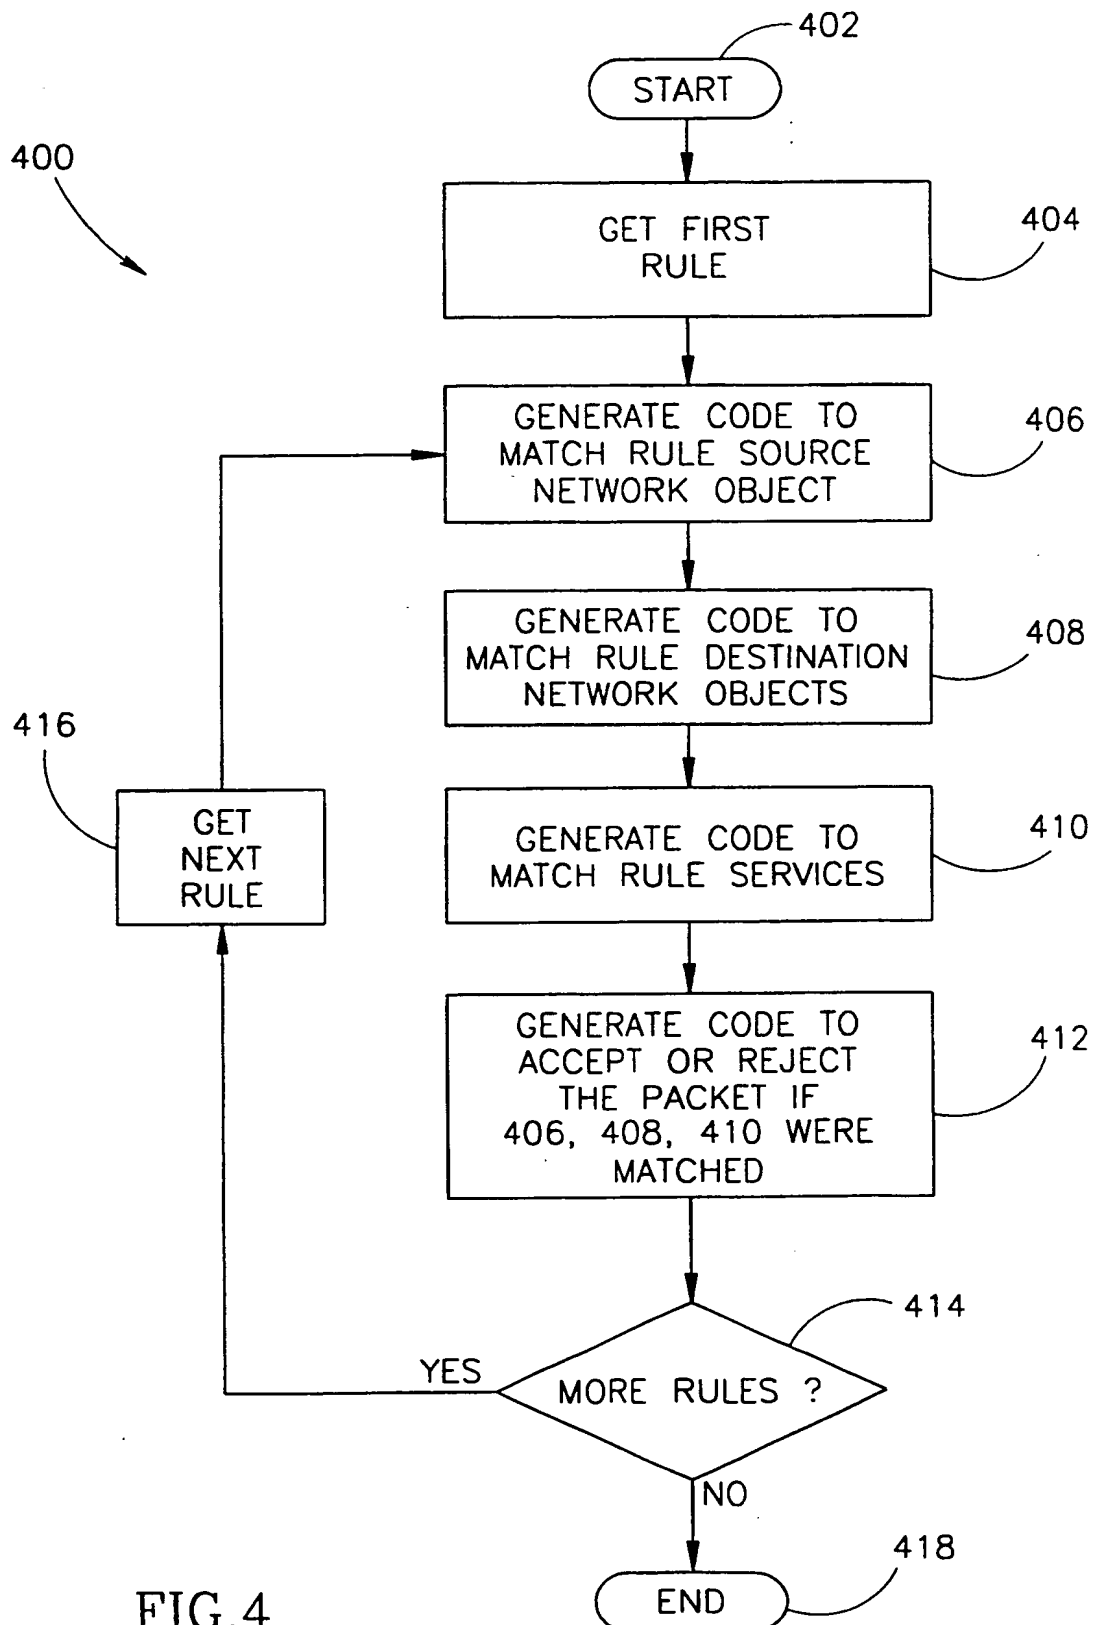 402
START
400
GET FIRST
RULE
404
GENERATE CODE TO
MATCH RULE SOURCE
NETWORK OBJECT
406
GENERATE CODE TO
MATCH RULE DESTINATION
NETWORK OBJECTS
408
416
GET
NEXT
RULE
GENERATE CODE TO
MATCH RULE SERVICES
410
GENERATE CODE TO
ACCEPT OR REJECT
THE PACKET IF
406, 408, 410 WERE
MATCHED
412
414
YES
MORE RULES ?
NO
418
END
FIG.4